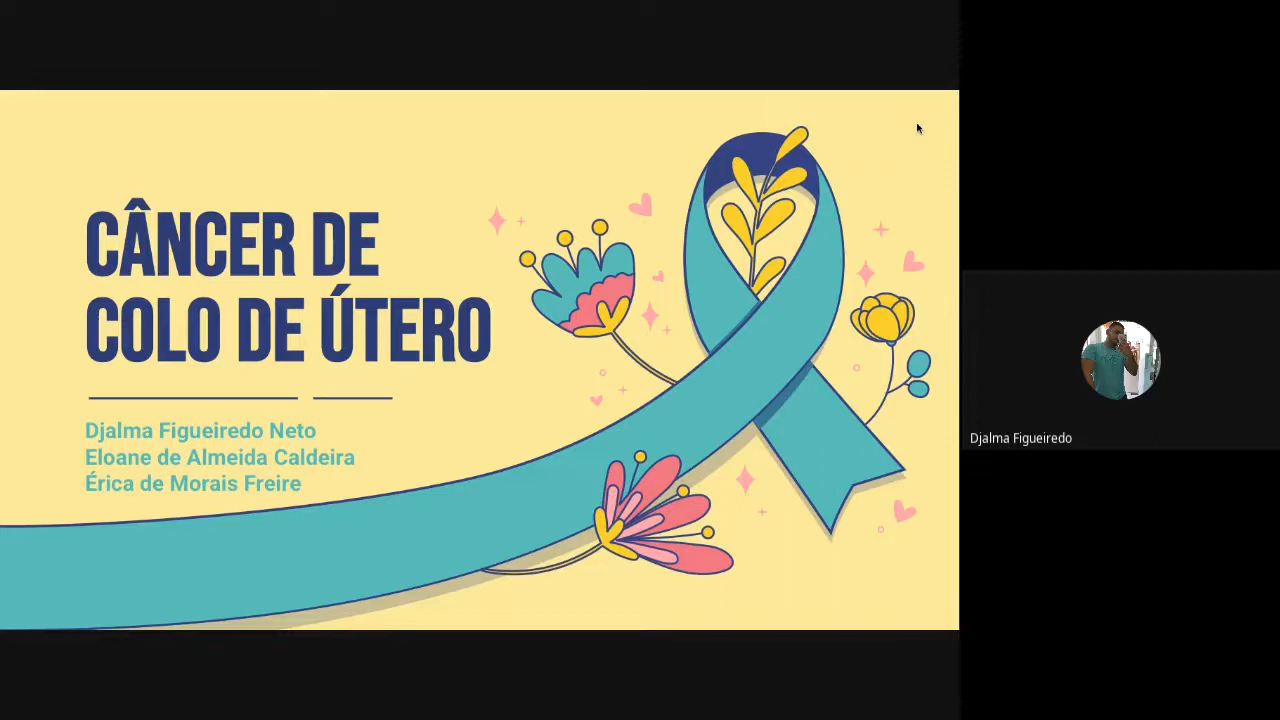 CÂNCER DE
COLO DE ÚTERO
Djalma Figueiredo Neto
Eloane de Almeida Caldeira
Érica de Morais Freire
Djalma Figueiredo